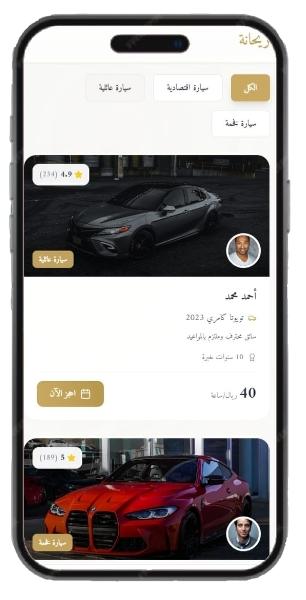 ريحانة
الكل
سيارة اقتصادية
سيارة عائلية
سيارة فخمة
4.9 (234)
سيارة عائلية
أحمد محمد
تويوتا كامري 2023
سائق محترف وملتزم بالمواعيد
10 سنوات خبرة
40 ريال/ساعة
احجز الآن
5 (189)
سيارة فخمة